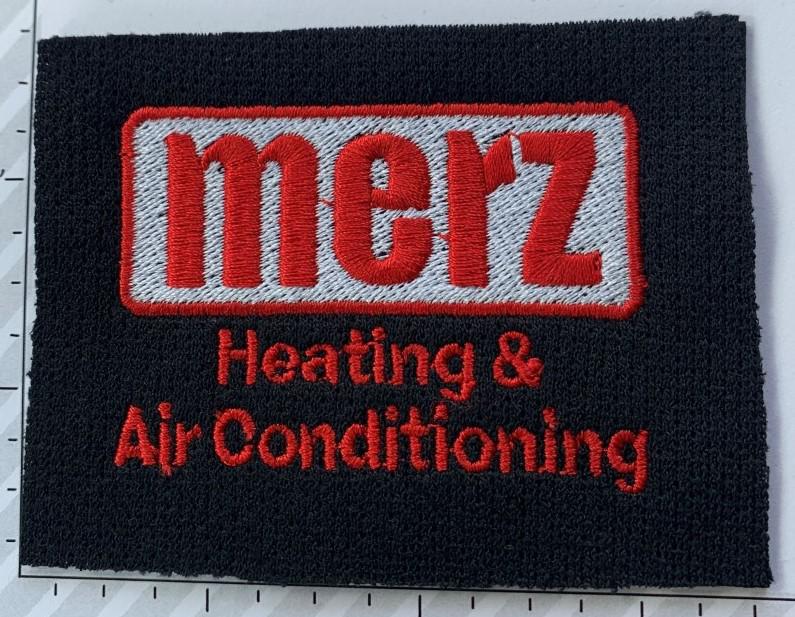 merz
Heating &
Air Conditioning